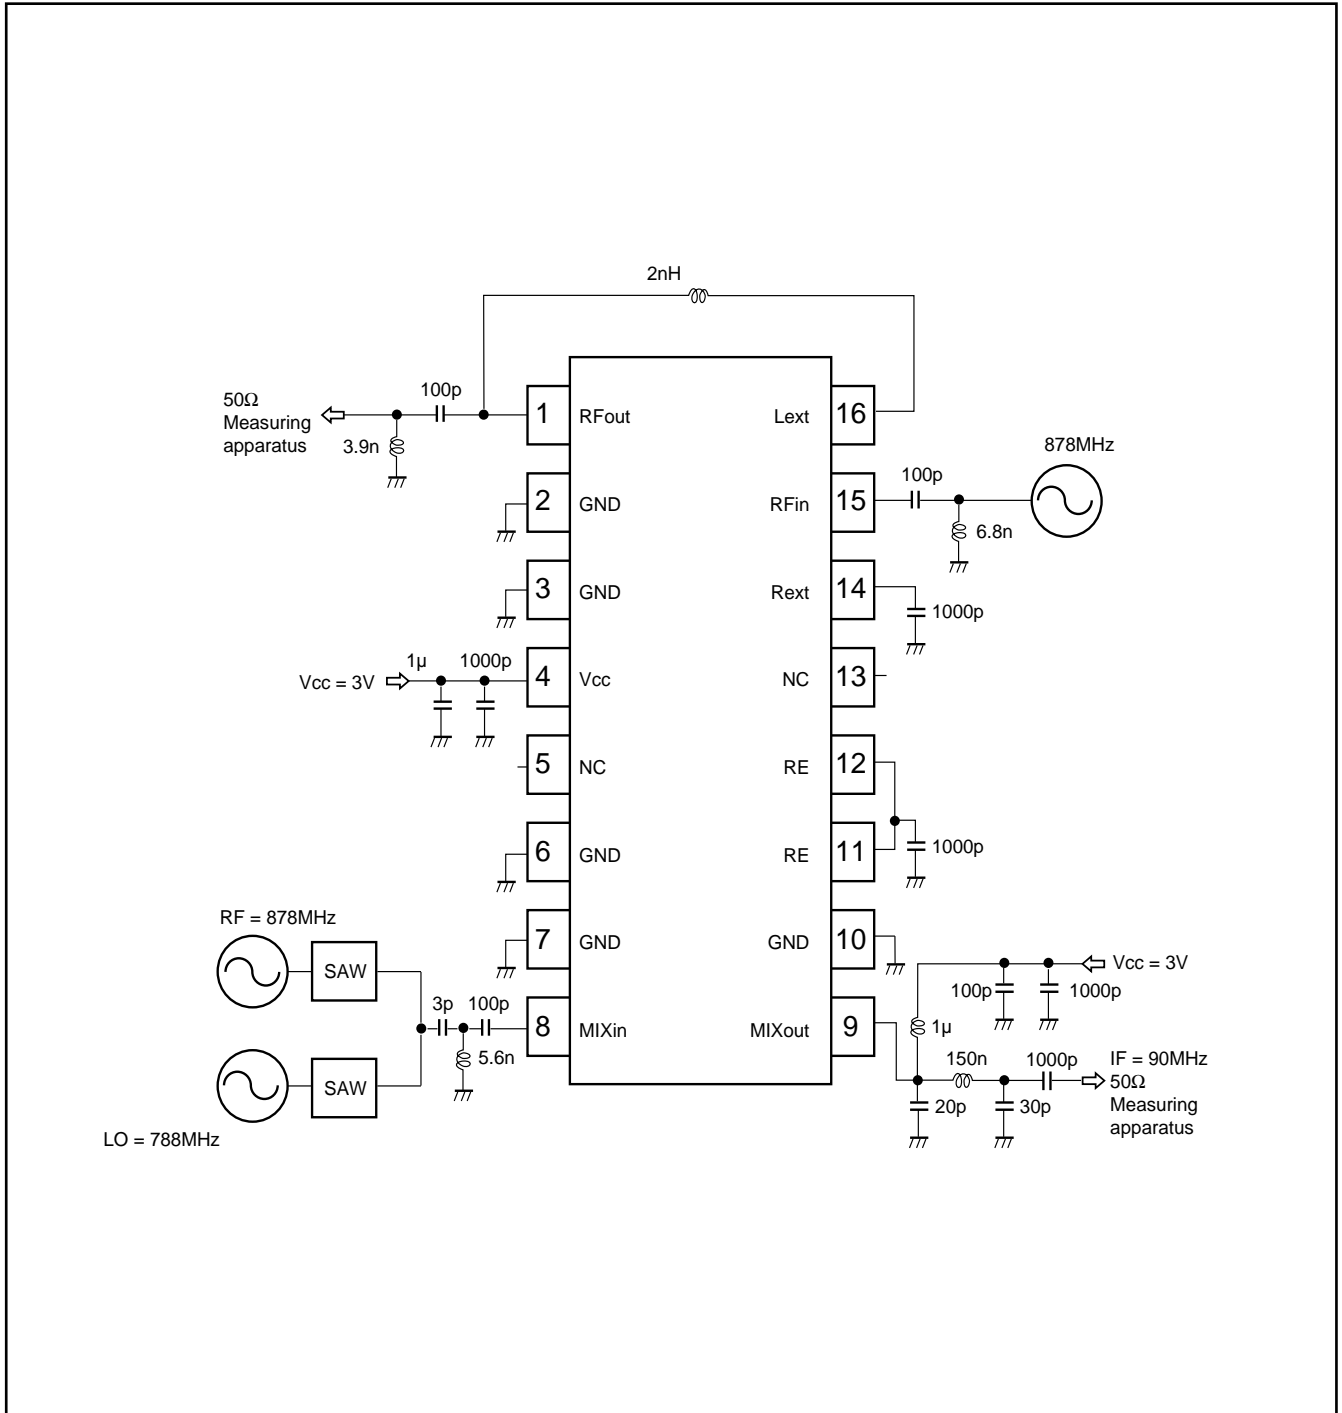 2nH
100p
50Ω
Measuring
apparatus
3.9n
1
RFout
Lext
16
878MHz
100p
2
GND
RFin
15
6.8n
3
GND
Rext
14
1000p
1µ
1000p
Vcc = 3V
4
Vcc
NC
13
5
NC
RE
12
6
GND
RE
11
1000p
RF = 878MHz
SAW
7
GND
GND
10
Vcc = 3V
100p
1000p
3p
100p
8
MIXin
MIXout
9
1µ
5.6n
150n
1000p
IF = 90MHz
50Ω
Measuring
apparatus
SAW
20p
30p
LO = 788MHz